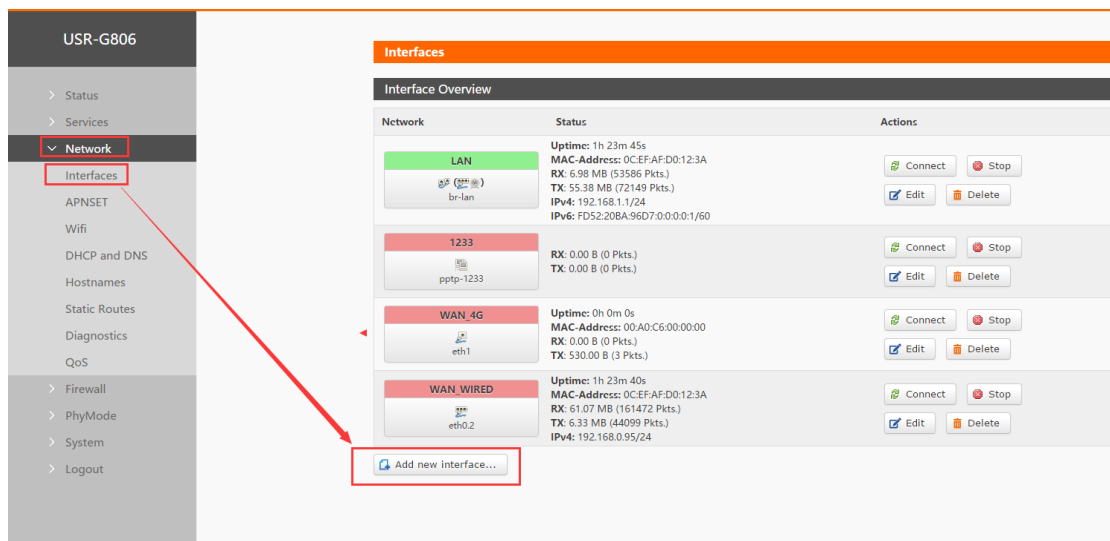 USR-G806
Status
Services
Network
Interfaces
APNSET
Wifi
DHCP and DNS
Hostnames
Static Routes
Diagnostics
QoS
Firewall
PhyMode
System
Logout
Interfaces
Interface Overview
Network Status Actions
LAN
br-lan
Uptime: 1h 23m 45s
MAC-Address: 0C:EF:AF:D0:12:3A
RX: 6.98 MB (53586 Pkts.)
TX: 55.38 MB (72149 Pkts.)
IPv4: 192.168.1.1/24
IPv6: FD52:20BA:96D7:0:0:0:0:1/60
Connect Stop
Edit Delete
1233
pptp-1233
RX: 0.00 B (0 Pkts.)
TX: 0.00 B (0 Pkts.)
Connect Stop
Edit Delete
WAN_4G
eth1
Uptime: 0h 0m 0s
MAC-Address: 00:A0:C6:00:00:00
RX: 0.00 B (0 Pkts.)
TX: 530.00 B (3 Pkts.)
Connect Stop
Edit Delete
WAN_WIRED
eth0.2
Uptime: 1h 23m 40s
MAC-Address: 0C:EF:AF:D0:12:3A
RX: 61.07 MB (161472 Pkts.)
TX: 6.33 MB (44099 Pkts.)
IPv4: 192.168.0.95/24
Connect Stop
Edit Delete
Add new interface...